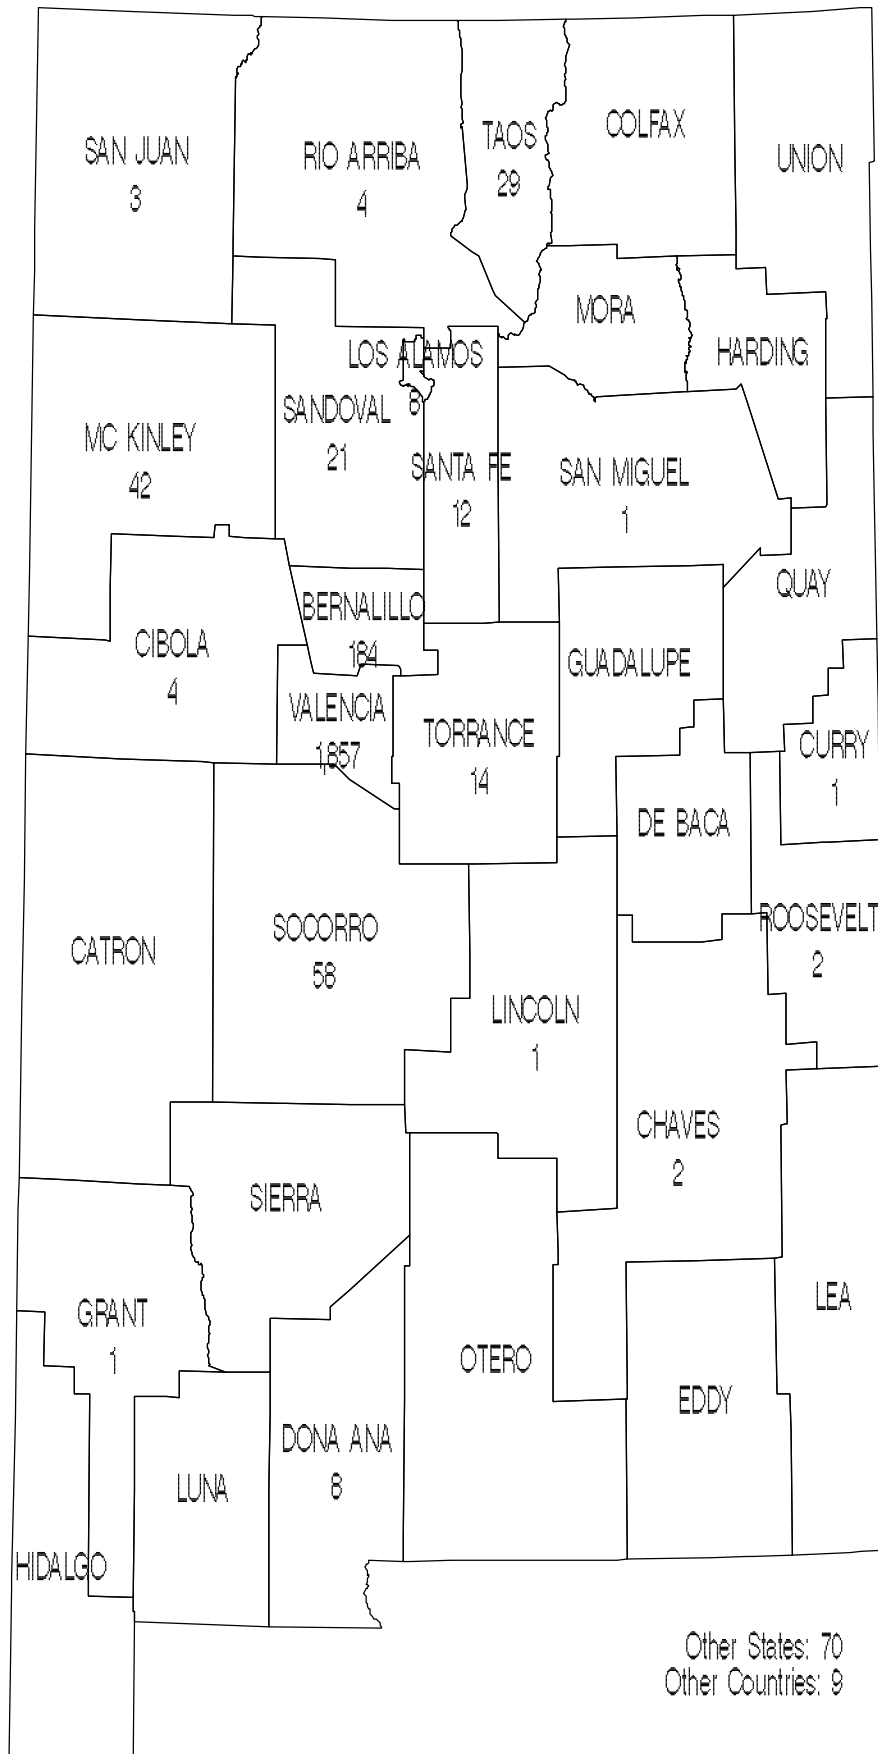 SAN JUAN
3
RIO ARRIBA
4
TAOS
29
COLFAX
UNION
MORA
HARDING
LOS ALAMOS
8
MC KINLEY
42
SANDOVAL
21
SANTA FE
12
SAN MIGUEL
1
QUAY
BERNALILLO
184
CIBOLA
4
GUADALUPE
VALENCIA
1,857
TORRANCE
14
CURRY
1
DE BACA
ROOSEVELT
2
CATRON
SOCORRO
58
LINCOLN
1
CHAVES
2
SIERRA
GRANT
1
LEA
OTERO
EDDY
DONA ANA
8
LUNA
HIDALGO
Other States: 70
Other Countries: 9